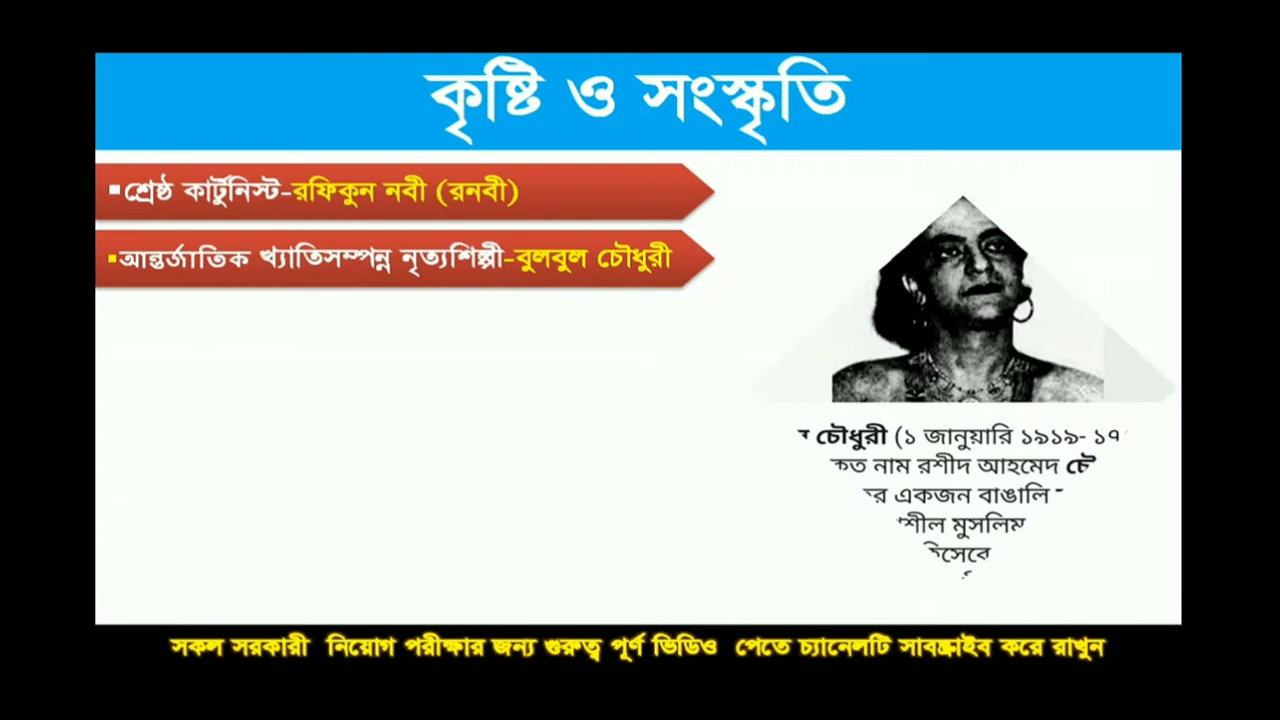 কৃষ্টি ও সংস্কৃতি
▪শ্রেষ্ঠ কার্টুনিস্ট-রফিকুন নবী (রনবী)
▪আন্তর্জাতিক খ্যাতিসম্পন্ন নৃত্যশিল্পী-বুলবুল চৌধুরী
চৌধুরী (১ জানুয়ারি ১৯১৯- ১৭
নাম রশীদ আহমেদ
একজন বাঙালি
মুসলিম
সকল সরকারী নিয়োগ পরীক্ষার জন্য গুরুত্ব পূর্ণ ভিডিও পেতে চ্যানেলটি সাবস্ক্রাইব করে রাখুন